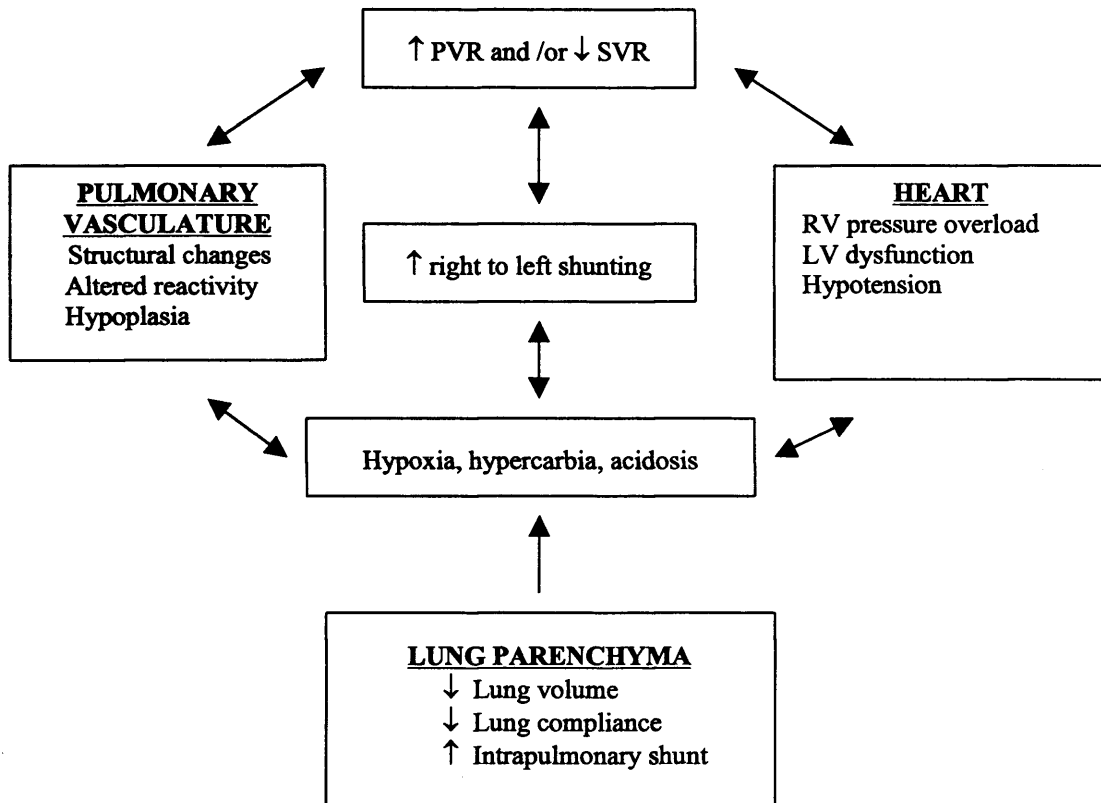 ↑ PVR and /or ↓ SVR
PULMONARY
VASCULATURE
Structural changes
Altered reactivity
Hypoplasia
↑ right to left shunting
HEART
RV pressure overload
LV dysfunction
Hypotension
Hypoxia, hypercarbia, acidosis
LUNG PARENCHYMA
↓ Lung volume
↓ Lung compliance
↑ Intrapulmonary shunt